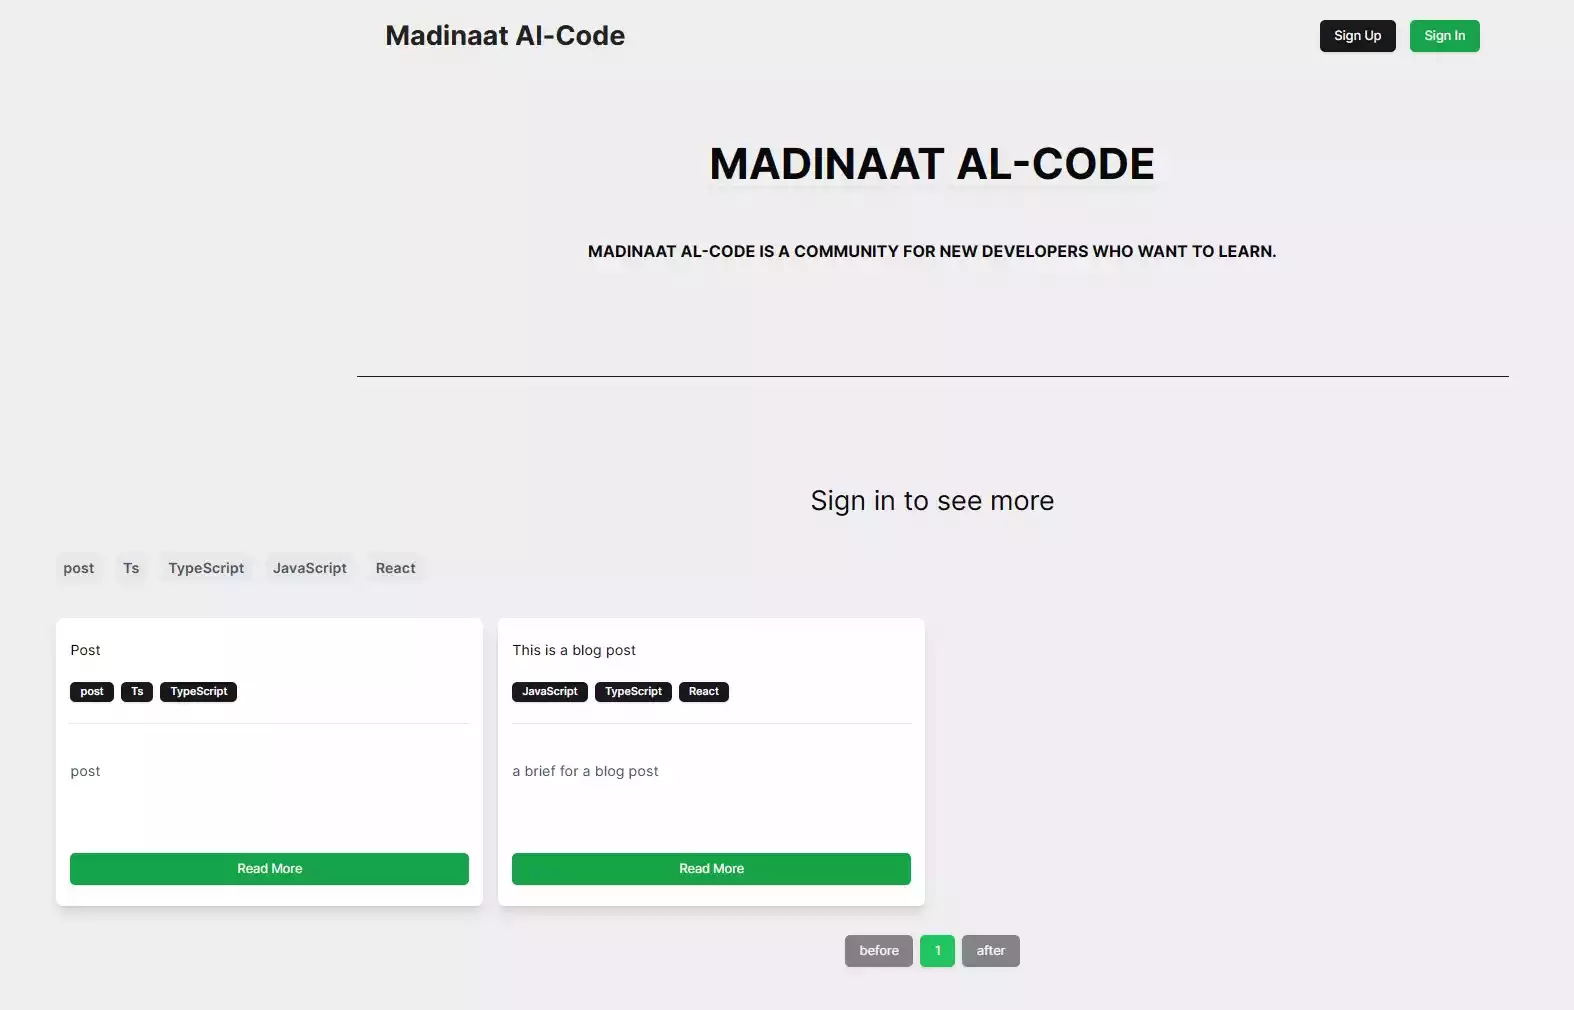 Madinaat Al-Code
Sign Up Sign In
MADINAAT AL-CODE
MADINAAT AL-CODE IS A COMMUNITY FOR NEW DEVELOPERS WHO WANT TO LEARN.
Sign in to see more
post Ts TypeScript JavaScript React
Post
post Ts TypeScript
post
Read More
This is a blog post
JavaScript TypeScript React
a brief for a blog post
Read More
before 1 after